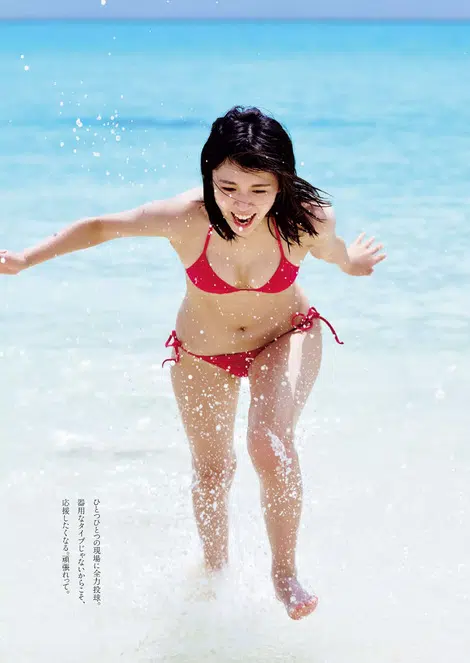 ひとつひとつの現場に全力投球。
器用なタイプじゃないからこそ、
応援したくなる。「頑張れ」って。